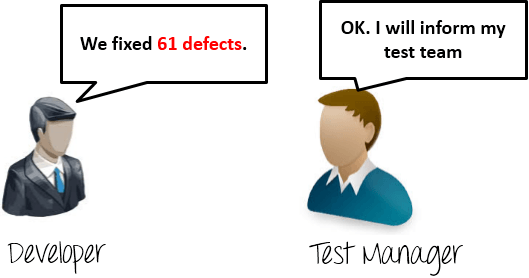 We fixed 61 defects.
OK. I will inform my
test team
Developer
Test Manager